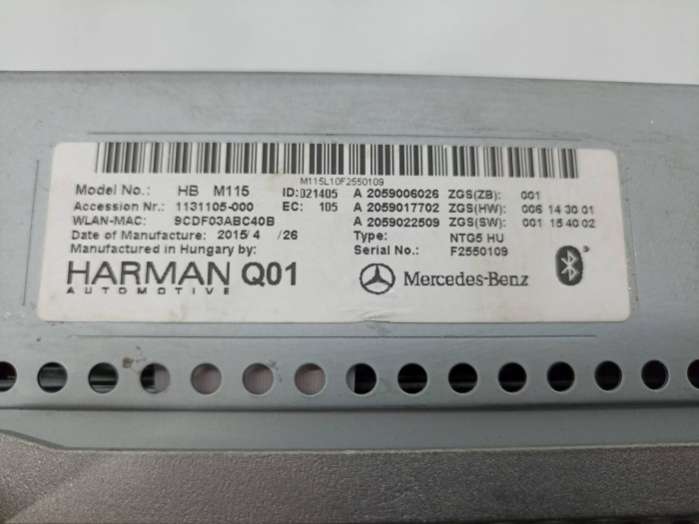 M115L10F2550109
Model No.: HB M115 ID:021405 A 2059006026 ZGS(ZB): 001
Accession Nr.: 1131105-000 EC: 105 A 2059017702 ZGS(HW): 006 14 30 01
WLAN-MAC: 9CDF03ABC40B A 2059022509 ZGS(SW): 001 15 40 02
Date of Manufacture: 2015/4 /26 Type: NTG5 HU
Manufactured in Hungary by: Serial No.: F2550109
HARMAN Q01 Mercedes-Benz
AUTOMOTIVE